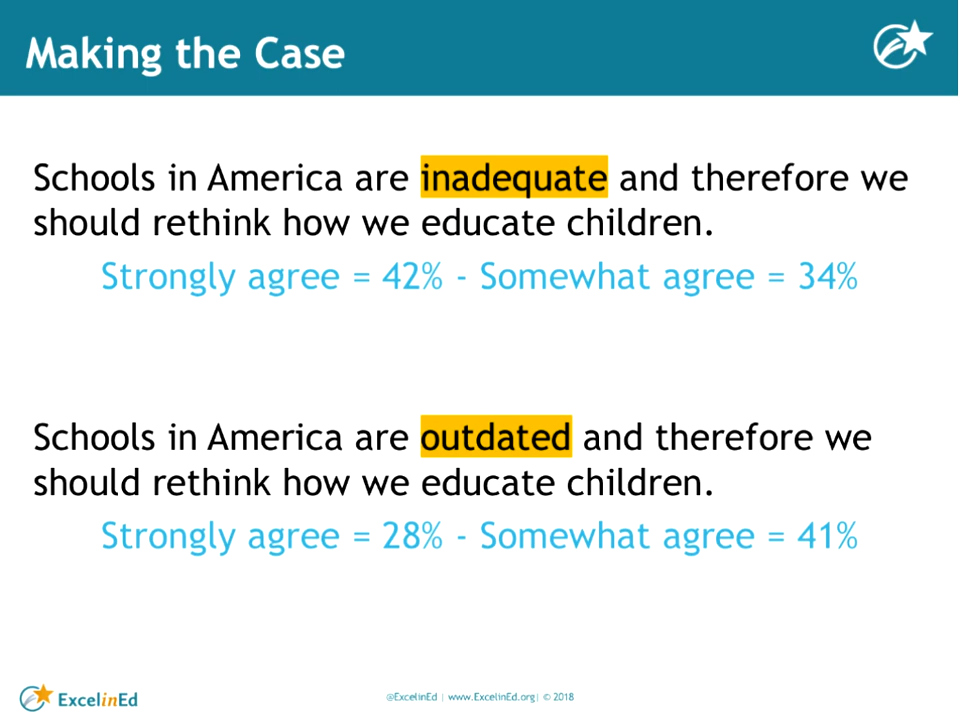 Making the Case
Schools in America are inadequate and therefore we
should rethink how we educate children.
Strongly agree = 42% - Somewhat agree = 34%
Schools in America are outdated and therefore we
should rethink how we educate children.
Strongly agree = 28% - Somewhat agree = 41%
ExcelinEd
@ExcelinEd | www.ExcelinEd.org| © 2018